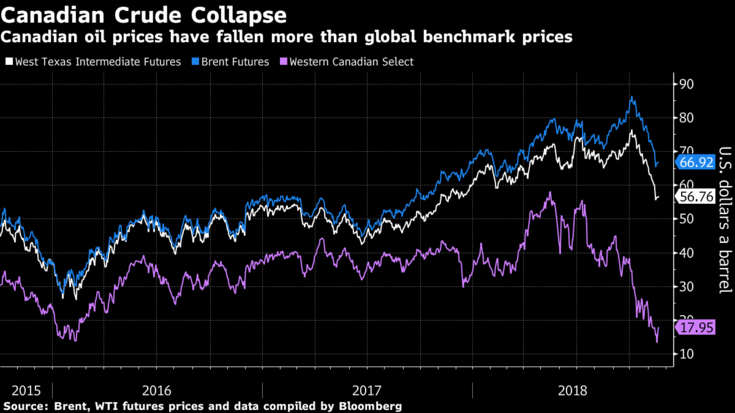 Canadian Crude Collapse
Canadian oil prices have fallen more than global benchmark prices
West Texas Intermediate Futures Brent Futures Western Canadian Select
90
80
70
66.92
60
56.76
50
40
30
20
17.95
10
U.S. dollars a barrel
2015 2016 2017 2018
Source: Brent, WTI futures prices and data compiled by Bloomberg